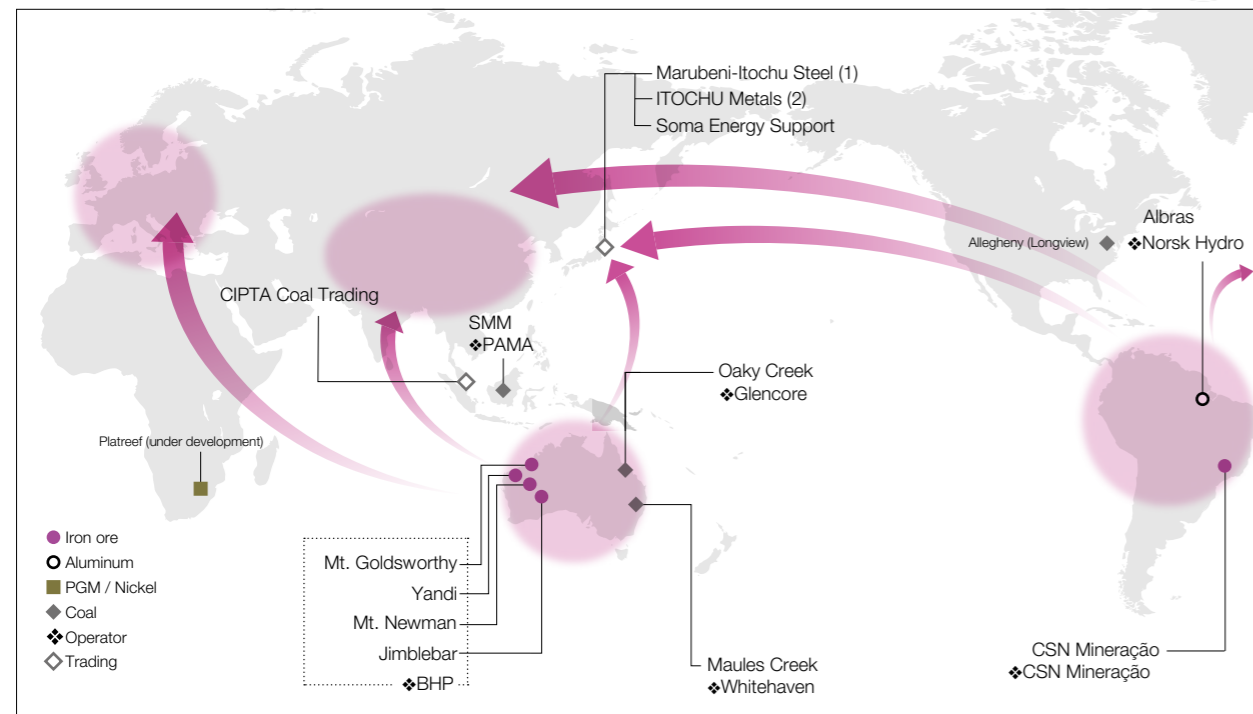 Marubeni-Itochu Steel (1)
ITOCHU Metals (2)
Soma Energy Support
Albras
Allegheny (Longview)
❖Norsk Hydro
CIPTA Coal Trading
SMM
❖PAMA
Oaky Creek
❖Glencore
Platreef (under development)
Iron ore
Aluminum
PGM / Nickel
Coal
❖Operator
Trading
Mt. Goldsworthy
Yandi
Mt. Newman
Jimblebar
❖BHP
Maules Creek
❖Whitehaven
CSN Mineração
❖CSN Mineração